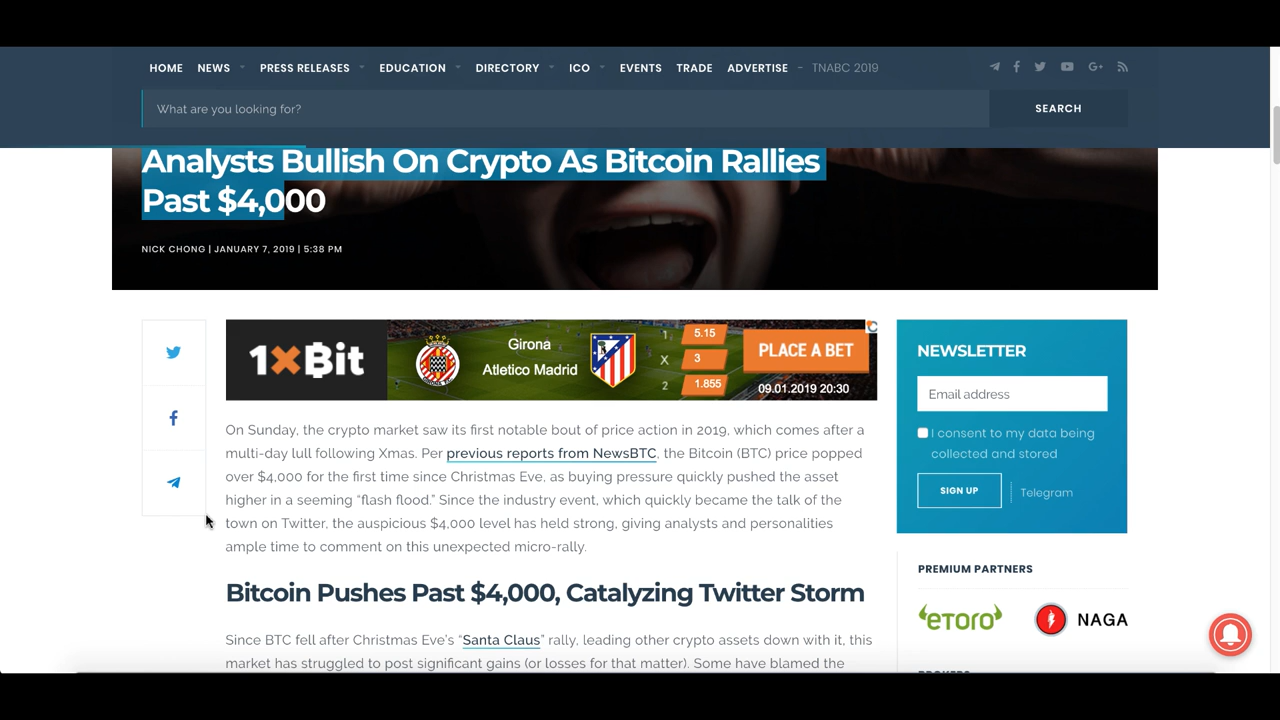 HOME NEWS PRESS RELEASES EDUCATION DIRECTORY ICO EVENTS TRADE ADVERTISE - TNABC 2019
What are you looking for? SEARCH
Analysts Bullish On Crypto As Bitcoin Rallies
Past $4,000
NICK CHONG | JANUARY 7, 2019 | 5:38 PM
1xBit
Girona
Atletico Madrid
1 5.15
X 3
2 1.855
PLACE A BET
09.01.2019 20:30
On Sunday, the crypto market saw its first notable bout of price action in 2019, which comes after a
multi-day lull following Xmas. Per previous reports from NewsBTC, the Bitcoin (BTC) price popped
over $4,000 for the first time since Christmas Eve, as buying pressure quickly pushed the asset
higher in a seeming “flash flood.” Since the industry event, which quickly became the talk of the
town on Twitter, the auspicious $4,000 level has held strong, giving analysts and personalities
ample time to comment on this unexpected micro-rally.
Bitcoin Pushes Past $4,000, Catalyzing Twitter Storm
Since BTC fell after Christmas Eve’s “Santa Claus” rally, leading other crypto assets down with it, this
market has struggled to post significant gains (or losses for that matter). Some have blamed the
NEWSLETTER
Email address
I consent to my data being
collected and stored
SIGN UP Telegram
PREMIUM PARTNERS
eToro NAGA
BROKERS